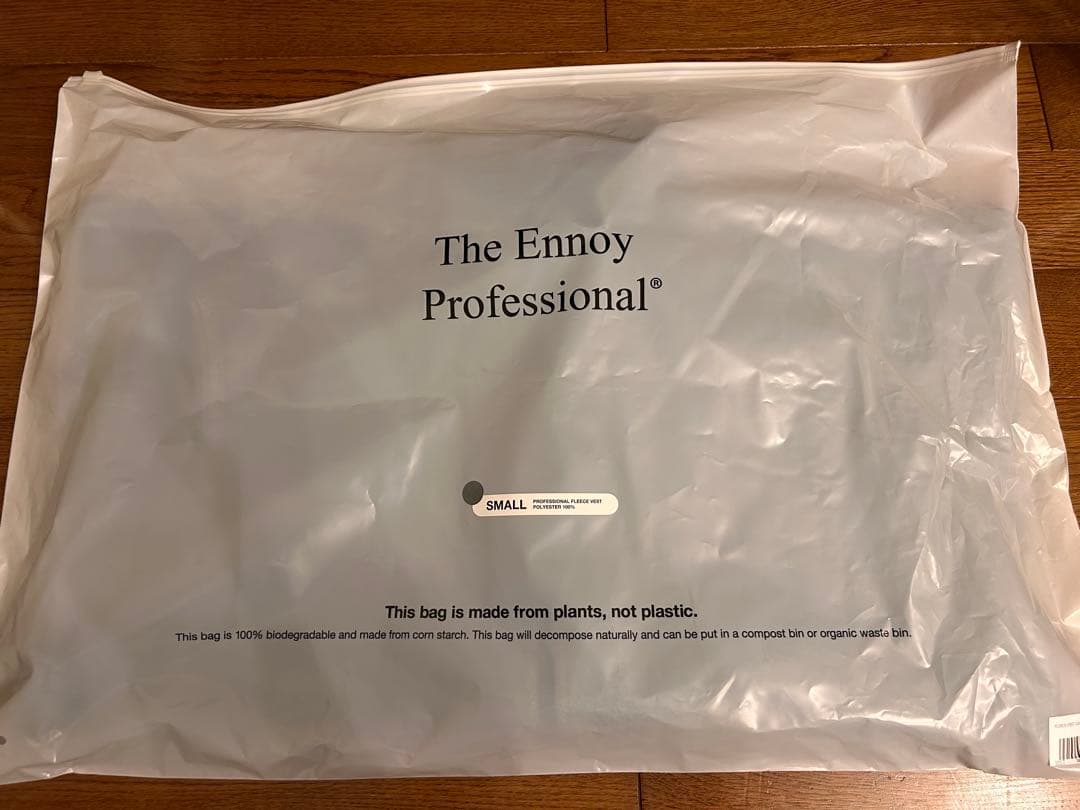 The Ennoy
Professional®
SMALL
PROFESSIONAL FLEECE VEST
POLYESTER 100%
This bag is made from plants, not plastic.
This bag is 100% biodegradable and made from corn starch. This bag will decompose naturally and can be put in a compost bin or organic waste bin.